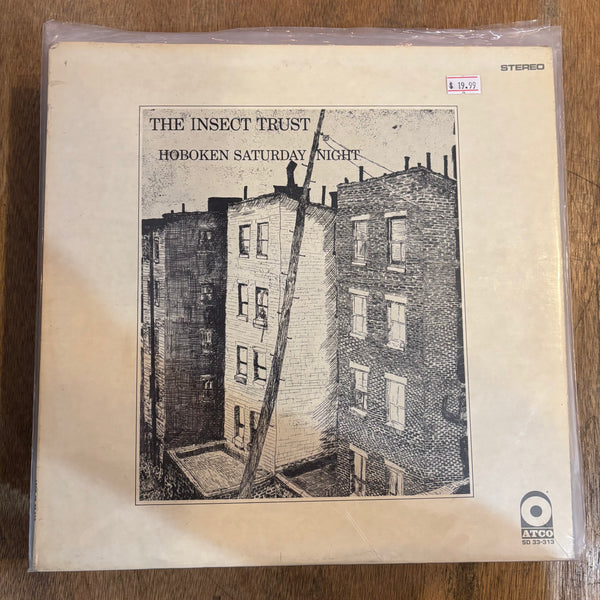 STEREO
$ 19.99
THE INSECT TRUST
HOBOKEN SATURDAY NIGHT
ATCO
SD 33-313